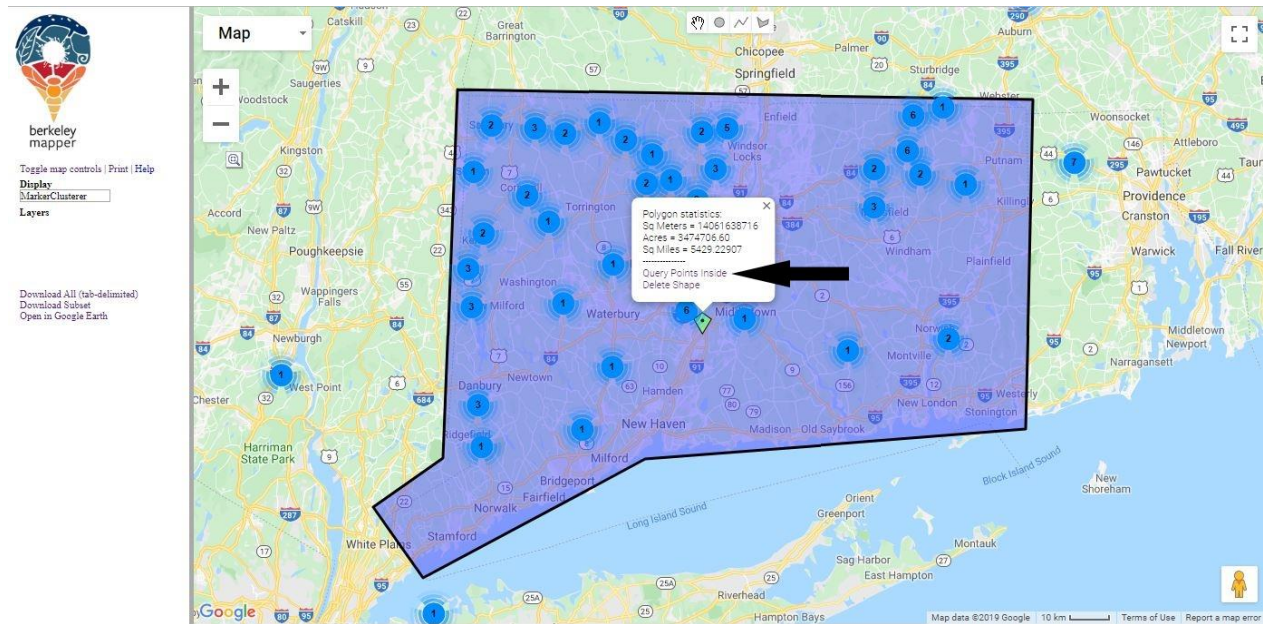 berkeley
mapper
Toggle map controls | Print | Help
Display
MarkerClusterer
Layers
Download All (tab-delimited)
Download Subset
Open in Google Earth
Map
+
−
Polygon statistics:
Sq Meters = 14061638716
Acres = 3474706.60
Sq Miles = 5429.22907
---------------
Query Points Inside
Delete Shape
Catskill
Great
Barrington
Chicopee
Springfield
Palmer
Auburn
Sturbridge
Webster
Saugerties
Woodstock
Kingston
New Paltz
Accord
Poughkeepsie
Wappingers
Falls
Newburgh
West Point
Chester
Harriman
State Park
White Plains
Enfield
Windsor
Locks
Torrington
Washington
Milford
Waterbury
Middletown
Newtown
Danbury
Ridgefield
Hamden
New Haven
Milford
Bridgeport
Fairfield
Norwalk
Stamford
Madison
Old Saybrook
New London
Stonington
Westerly
Montville
Windham
Plainfield
Putnam
Killingly
Woonsocket
Attleboro
Pawtucket
Providence
Cranston
Warwick
Fall River
Middletown
Newport
Narragansett
New
Shoreham
Block Island Sound
Long Island Sound
Orient
Greenport
Montauk
Sag Harbor
East Hampton
Riverhead
Hampton Bays
Google
Map data ©2019 Google
10 km
Terms of Use
Report a map error